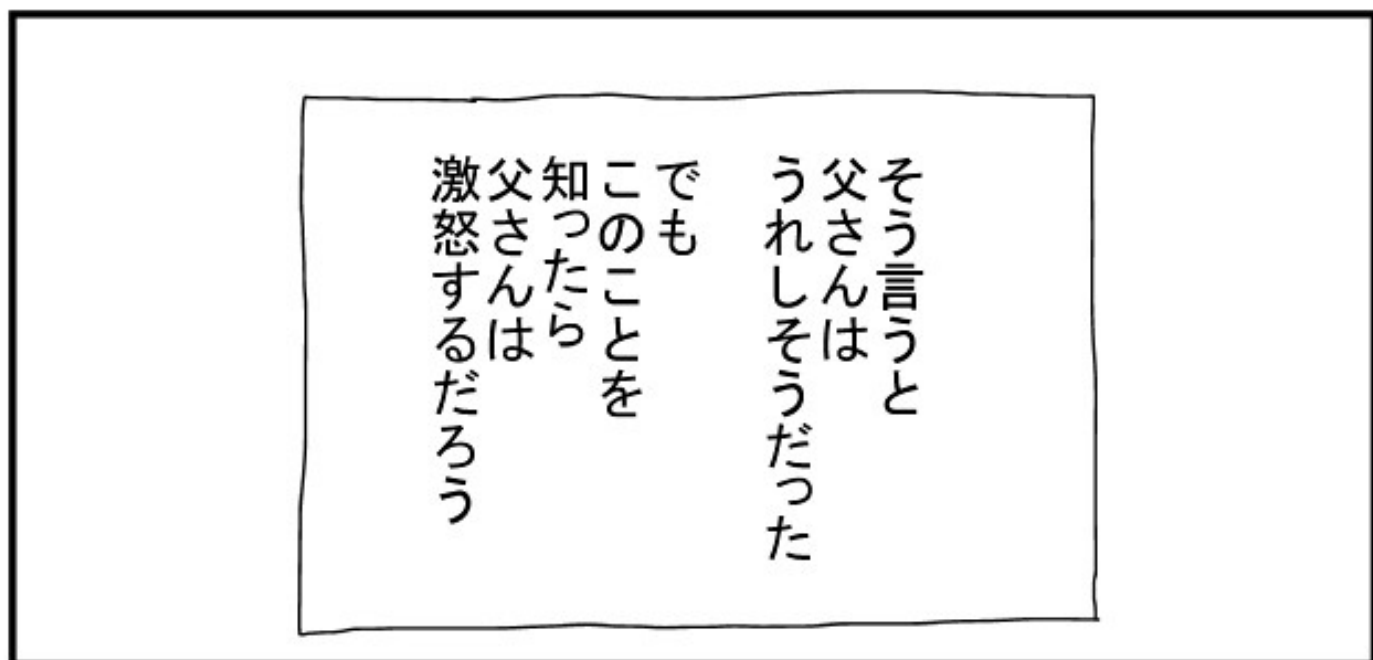 そう言うと
父さんは
うれしそうだった
でも
このことを
知ったら
父さんは
激怒するだろう